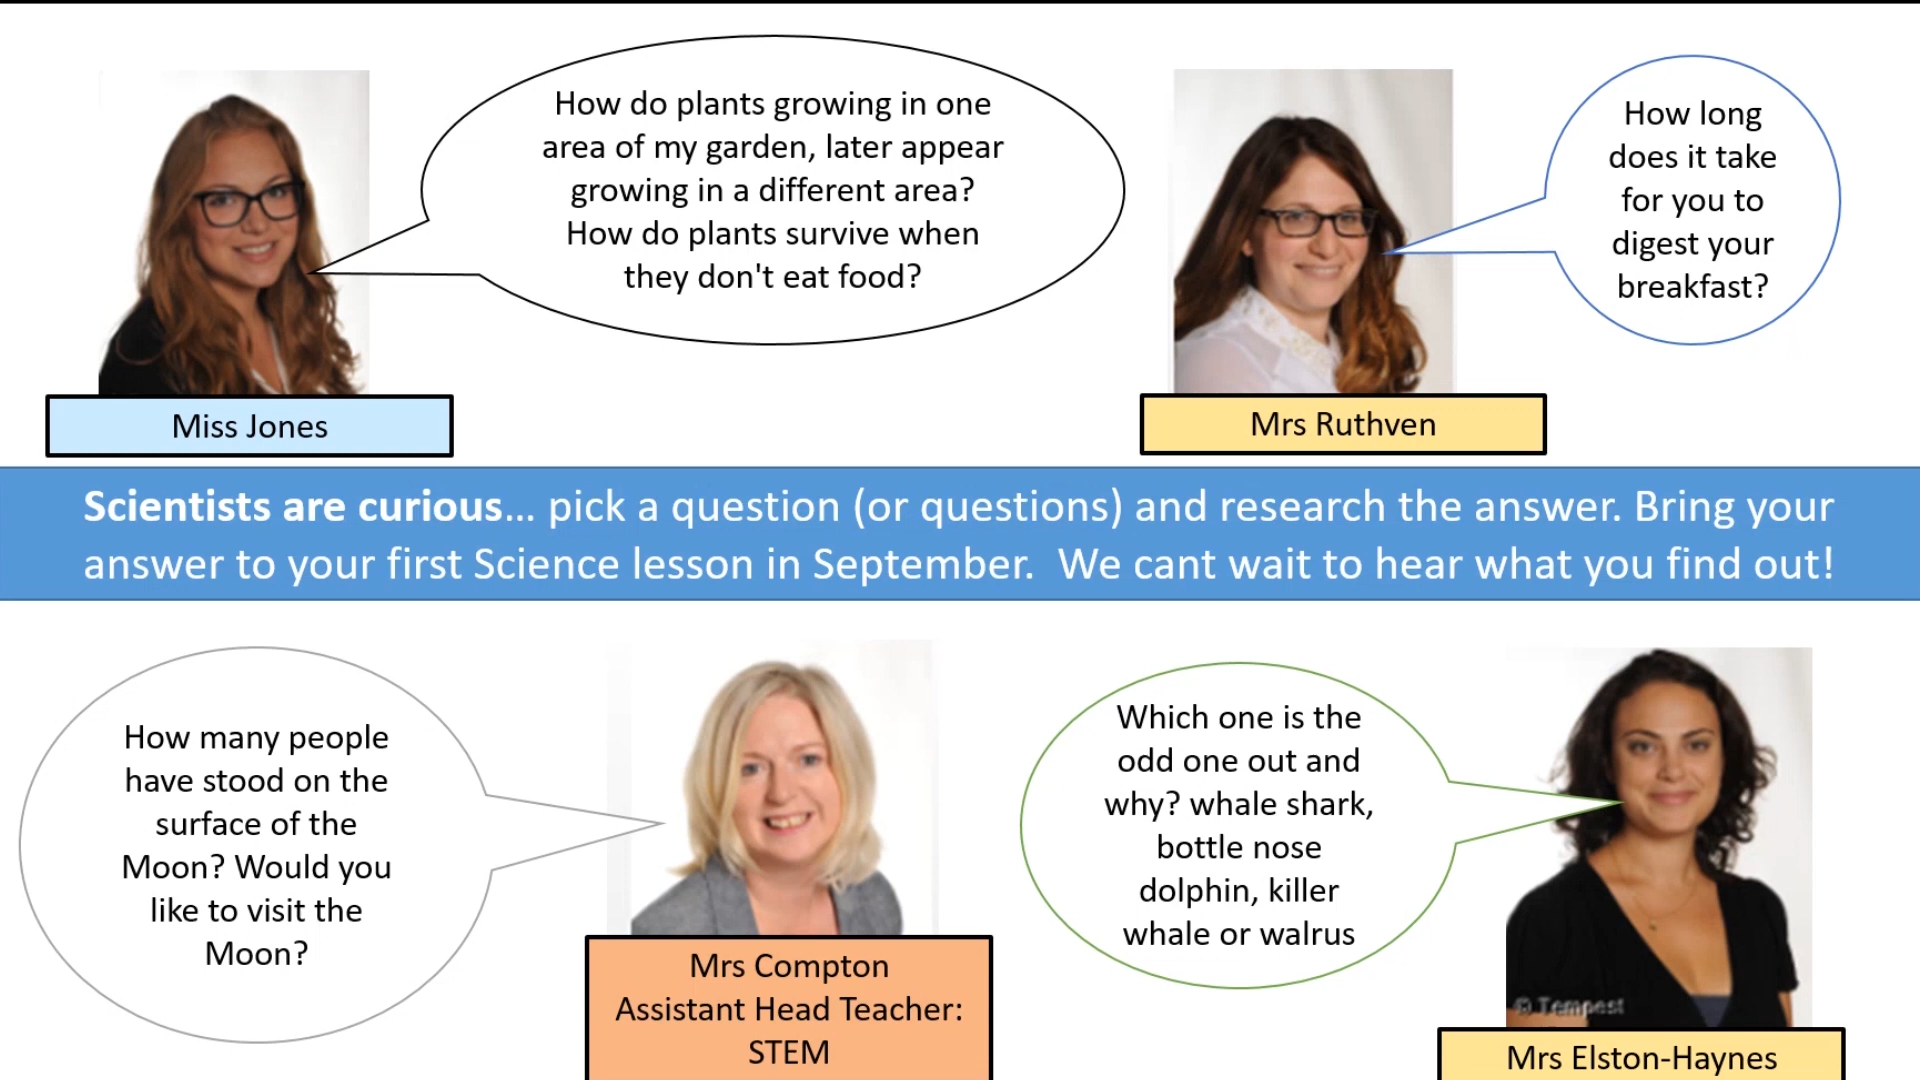 How do plants growing in one
area of my garden, later appear
growing in a different area?
How do plants survive when
they don't eat food?
Miss Jones
How long
does it take
for you to
digest your
breakfast?
Mrs Ruthven
Scientists are curious... pick a question (or questions) and research the answer. Bring your
answer to your first Science lesson in September.  We cant wait to hear what you find out!
How many people
have stood on the
surface of the
Moon? Would you
like to visit the
Moon?
Mrs Compton
Assistant Head Teacher:
STEM
Which one is the
odd one out and
why? whale shark,
bottle nose
dolphin, killer
whale or walrus
© Tempest
Mrs Elston-Haynes